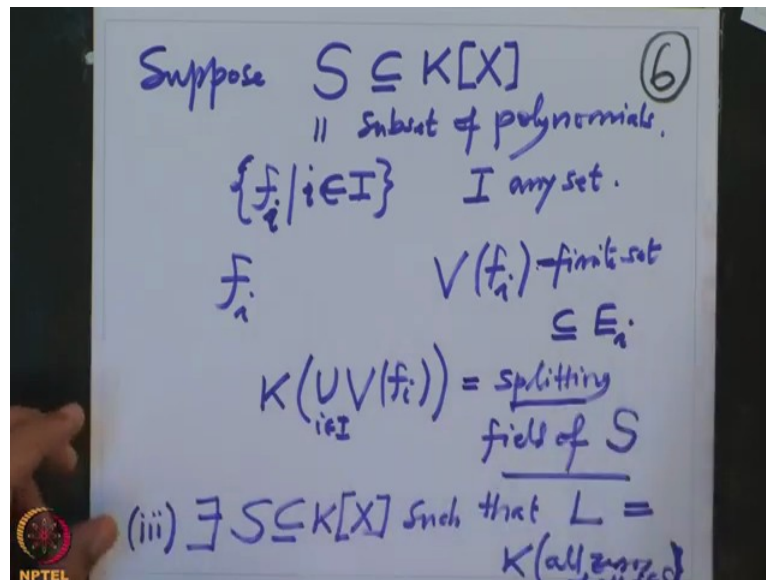 Suppose S ⊆ K[X] 6
|| subset of polynomials.
{f_i | i ∈ I} I any set.
f_i V(f_i) - finite set
⊆ E_i
K(∪_{i∈I} V(f_i)) = splitting
field of S
(iii) ∃ S ⊆ K[X] such that L =
K(all zeros
NPTEL